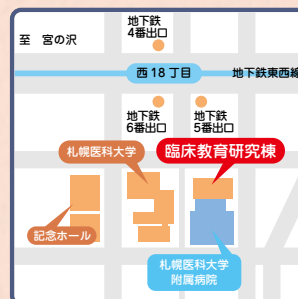 地下鉄
4番出口
至 宮の沢
西18丁目
地下鉄東西線
地下鉄
6番出口
地下鉄
5番出口
札幌医科大学
臨床教育研究棟
記念ホール
札幌医科大学
附属病院